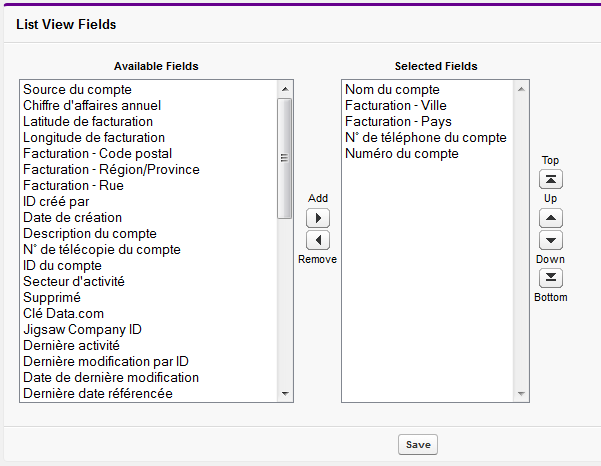 List View Fields
Available Fields
Source du compte
Chiffre d'affaires annuel
Latitude de facturation
Longitude de facturation
Facturation - Code postal
Facturation - Région/Province
Facturation - Rue
ID créé par
Date de création
Description du compte
N° de télécopie du compte
ID du compte
Secteur d'activité
Supprimé
Clé Data.com
Jigsaw Company ID
Dernière activité
Dernière modification par ID
Date de dernière modification
Dernière date référencée
Add
Remove
Selected Fields
Nom du compte
Facturation - Ville
Facturation - Pays
N° de téléphone du compte
Numéro du compte
Top
Up
Down
Bottom
Save